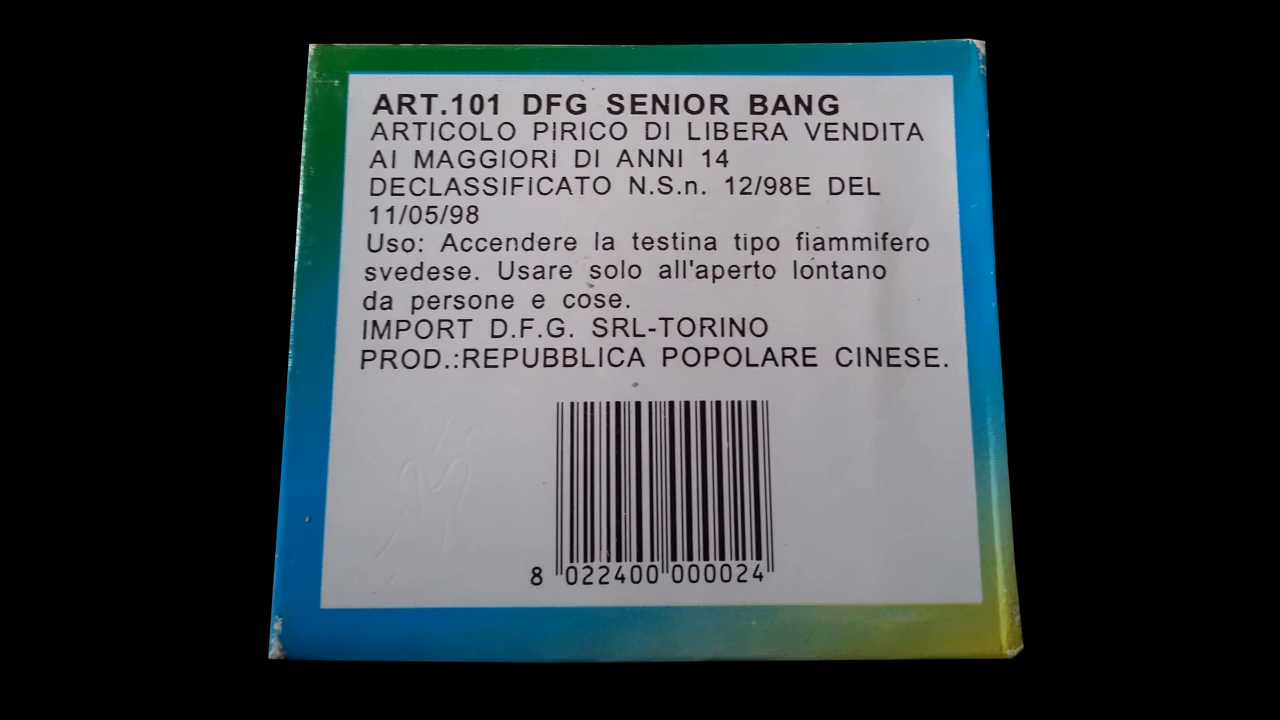 ART.101 DFG SENIOR BANG
ARTICOLO PIRICO DI LIBERA VENDITA
AI MAGGIORI DI ANNI 14
DECLASSIFICATO N.S.n. 12/98E DEL
11/05/98
Uso: Accendere la testina tipo fiammifero
svedese. Usare solo all'aperto lontano
da persone e cose.
IMPORT D.F.G. SRL-TORINO
PROD.:REPUBBLICA POPOLARE CINESE.
8 022400 000024